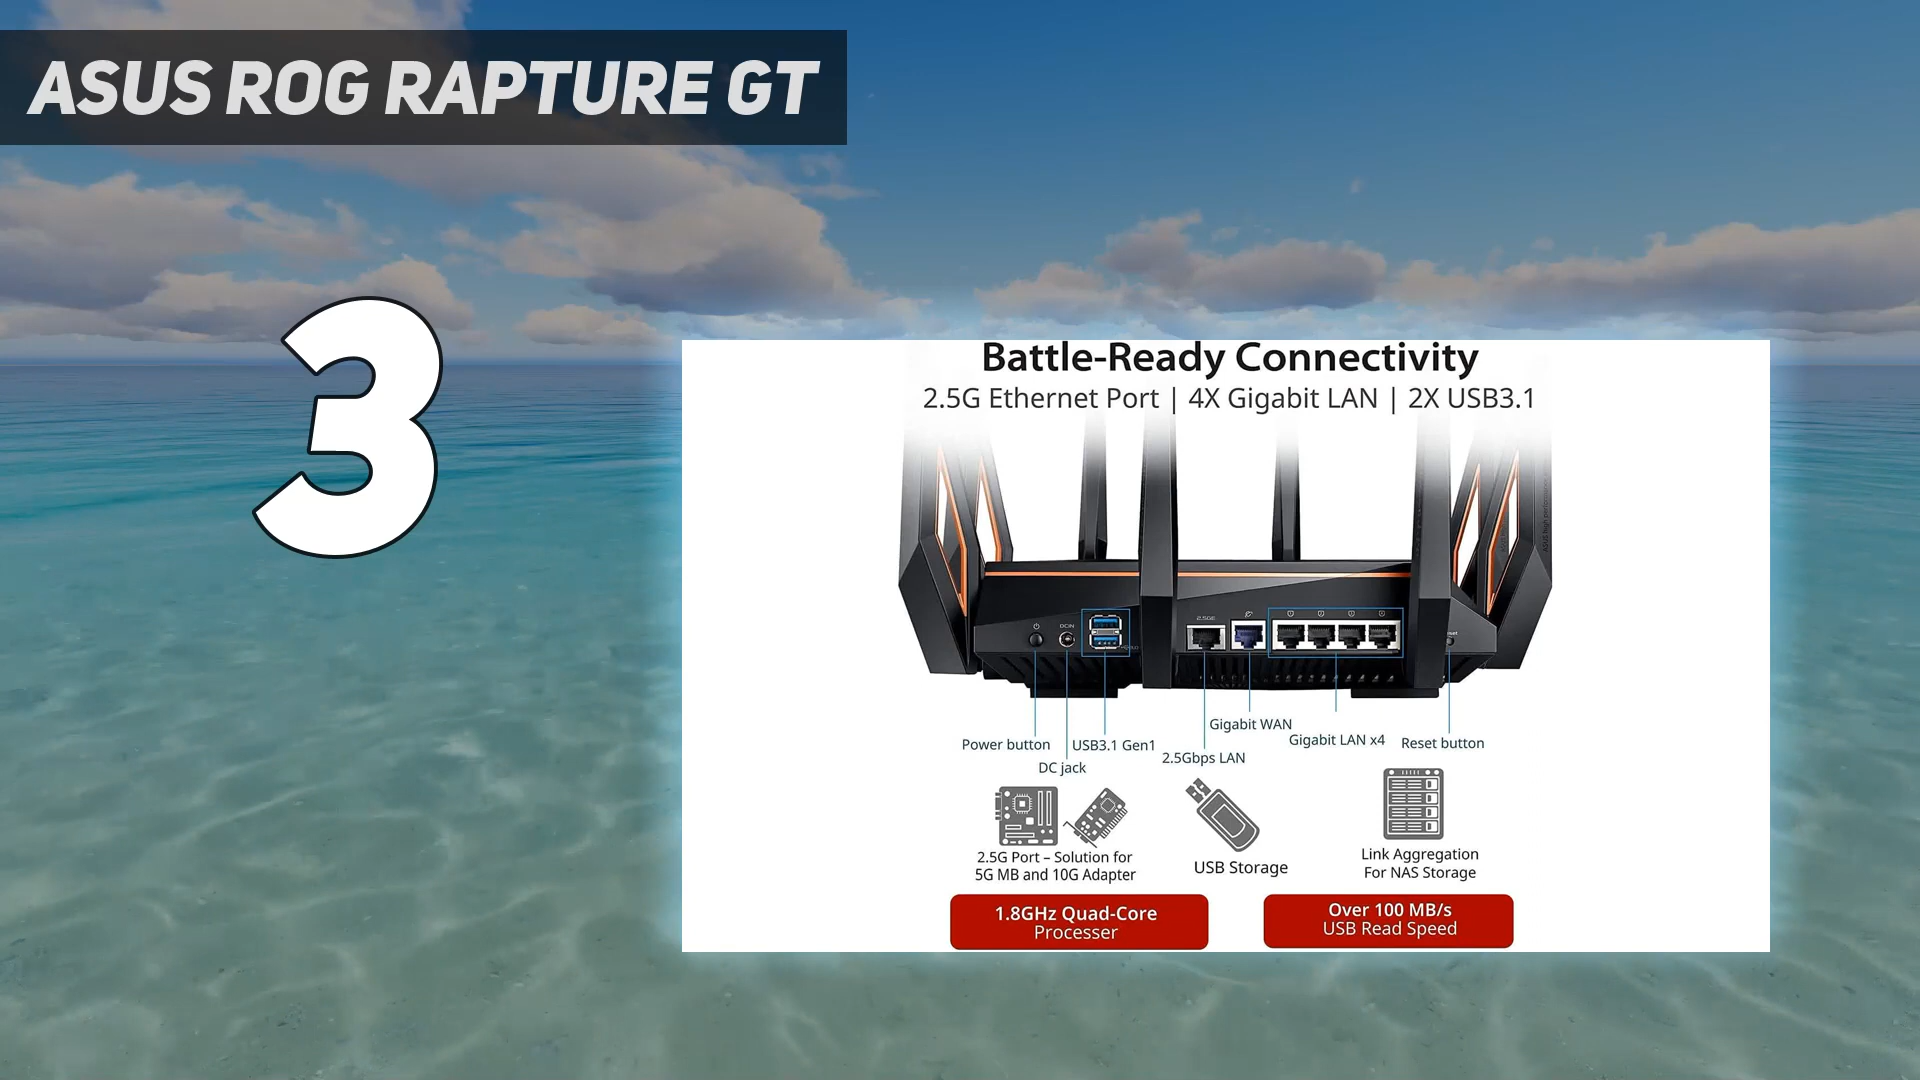 ASUS ROG RAPTURE GT
3
Battle-Ready Connectivity
2.5G Ethernet Port | 4X Gigabit LAN | 2X USB3.1
DCIN
2.5G
Gigabit WAN
Gigabit LAN x4
Reset button
Power button
USB3.1 Gen1
2.5Gbps LAN
DC jack
2.5G Port – Solution for
5G MB and 10G Adapter
USB Storage
Link Aggregation
For NAS Storage
1.8GHz Quad-Core
Processer
Over 100 MB/s
USB Read Speed